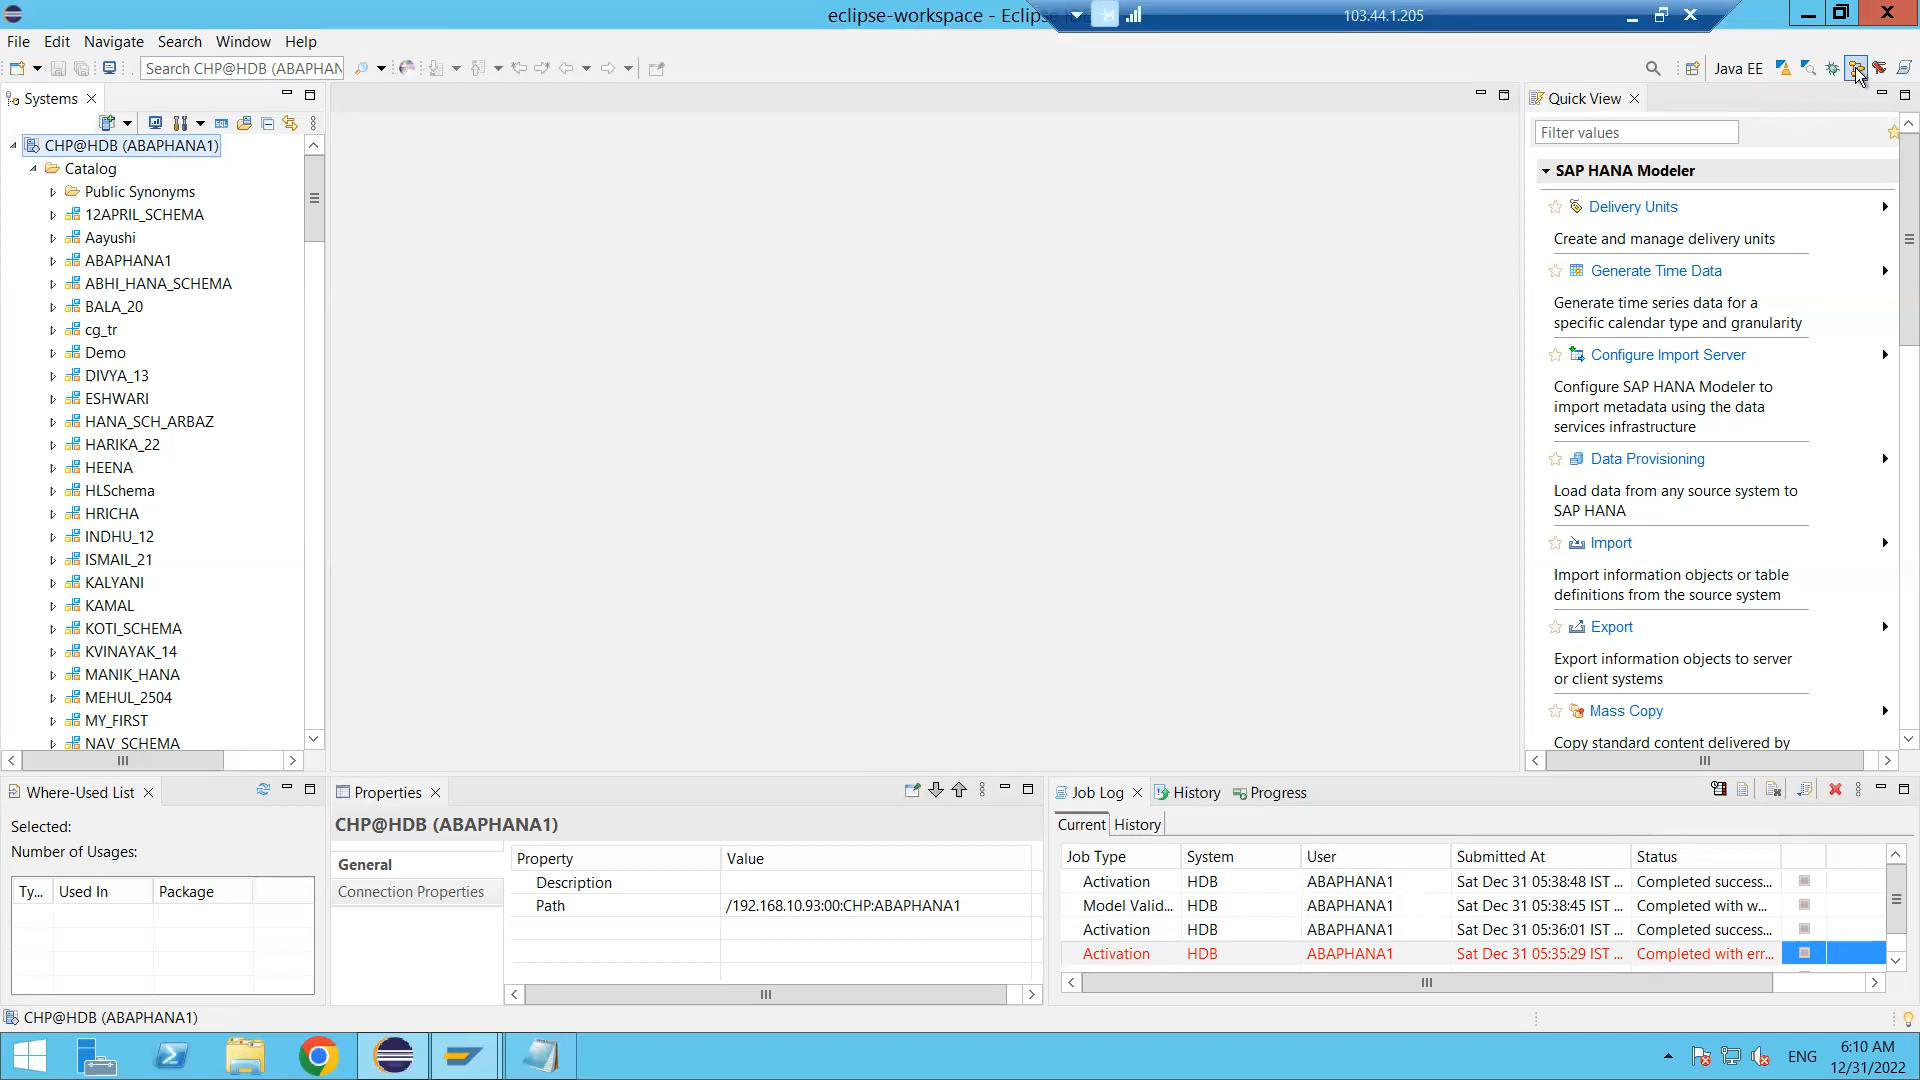 eclipse-workspace - Eclipse
103.44.1.205
File Edit Navigate Search Window Help
Search CHP@HDB (ABAPHAN
Java EE
Systems
CHP@HDB (ABAPHANA1)
Catalog
Public Synonyms
12APRIL_SCHEMA
Aayushi
ABAPHANA1
ABHI_HANA_SCHEMA
BALA_20
cg_tr
Demo
DIVYA_13
ESHWARI
HANA_SCH_ARBAZ
HARIKA_22
HEENA
HLSchema
HRICHA
INDHU_12
ISMAIL_21
KALYANI
KAMAL
KOTI_SCHEMA
KVINAYAK_14
MANIK_HANA
MEHUL_2504
MY_FIRST
NAV_SCHEMA
Quick View
Filter values
SAP HANA Modeler
Delivery Units
Create and manage delivery units
Generate Time Data
Generate time series data for a
specific calendar type and granularity
Configure Import Server
Configure SAP HANA Modeler to
import metadata using the data
services infrastructure
Data Provisioning
Load data from any source system to
SAP HANA
Import
Import information objects or table
definitions from the source system
Export
Export information objects to server
or client systems
Mass Copy
Copy standard content delivered by
Where-Used List
Selected:
Number of Usages:
Ty... Used In Package
Properties
CHP@HDB (ABAPHANA1)
General
Connection Properties
Property Value
Description
Path /192.168.10.93:00:CHP:ABAPHANA1
Job Log History Progress
Current History
Job Type System User Submitted At Status
Activation HDB ABAPHANA1 Sat Dec 31 05:38:48 IST ... Completed success...
Model Valid... HDB ABAPHANA1 Sat Dec 31 05:38:45 IST ... Completed with w...
Activation HDB ABAPHANA1 Sat Dec 31 05:36:01 IST ... Completed success...
Activation HDB ABAPHANA1 Sat Dec 31 05:35:29 IST ... Completed with err...
CHP@HDB (ABAPHANA1)
ENG
6:10 AM
12/31/2022